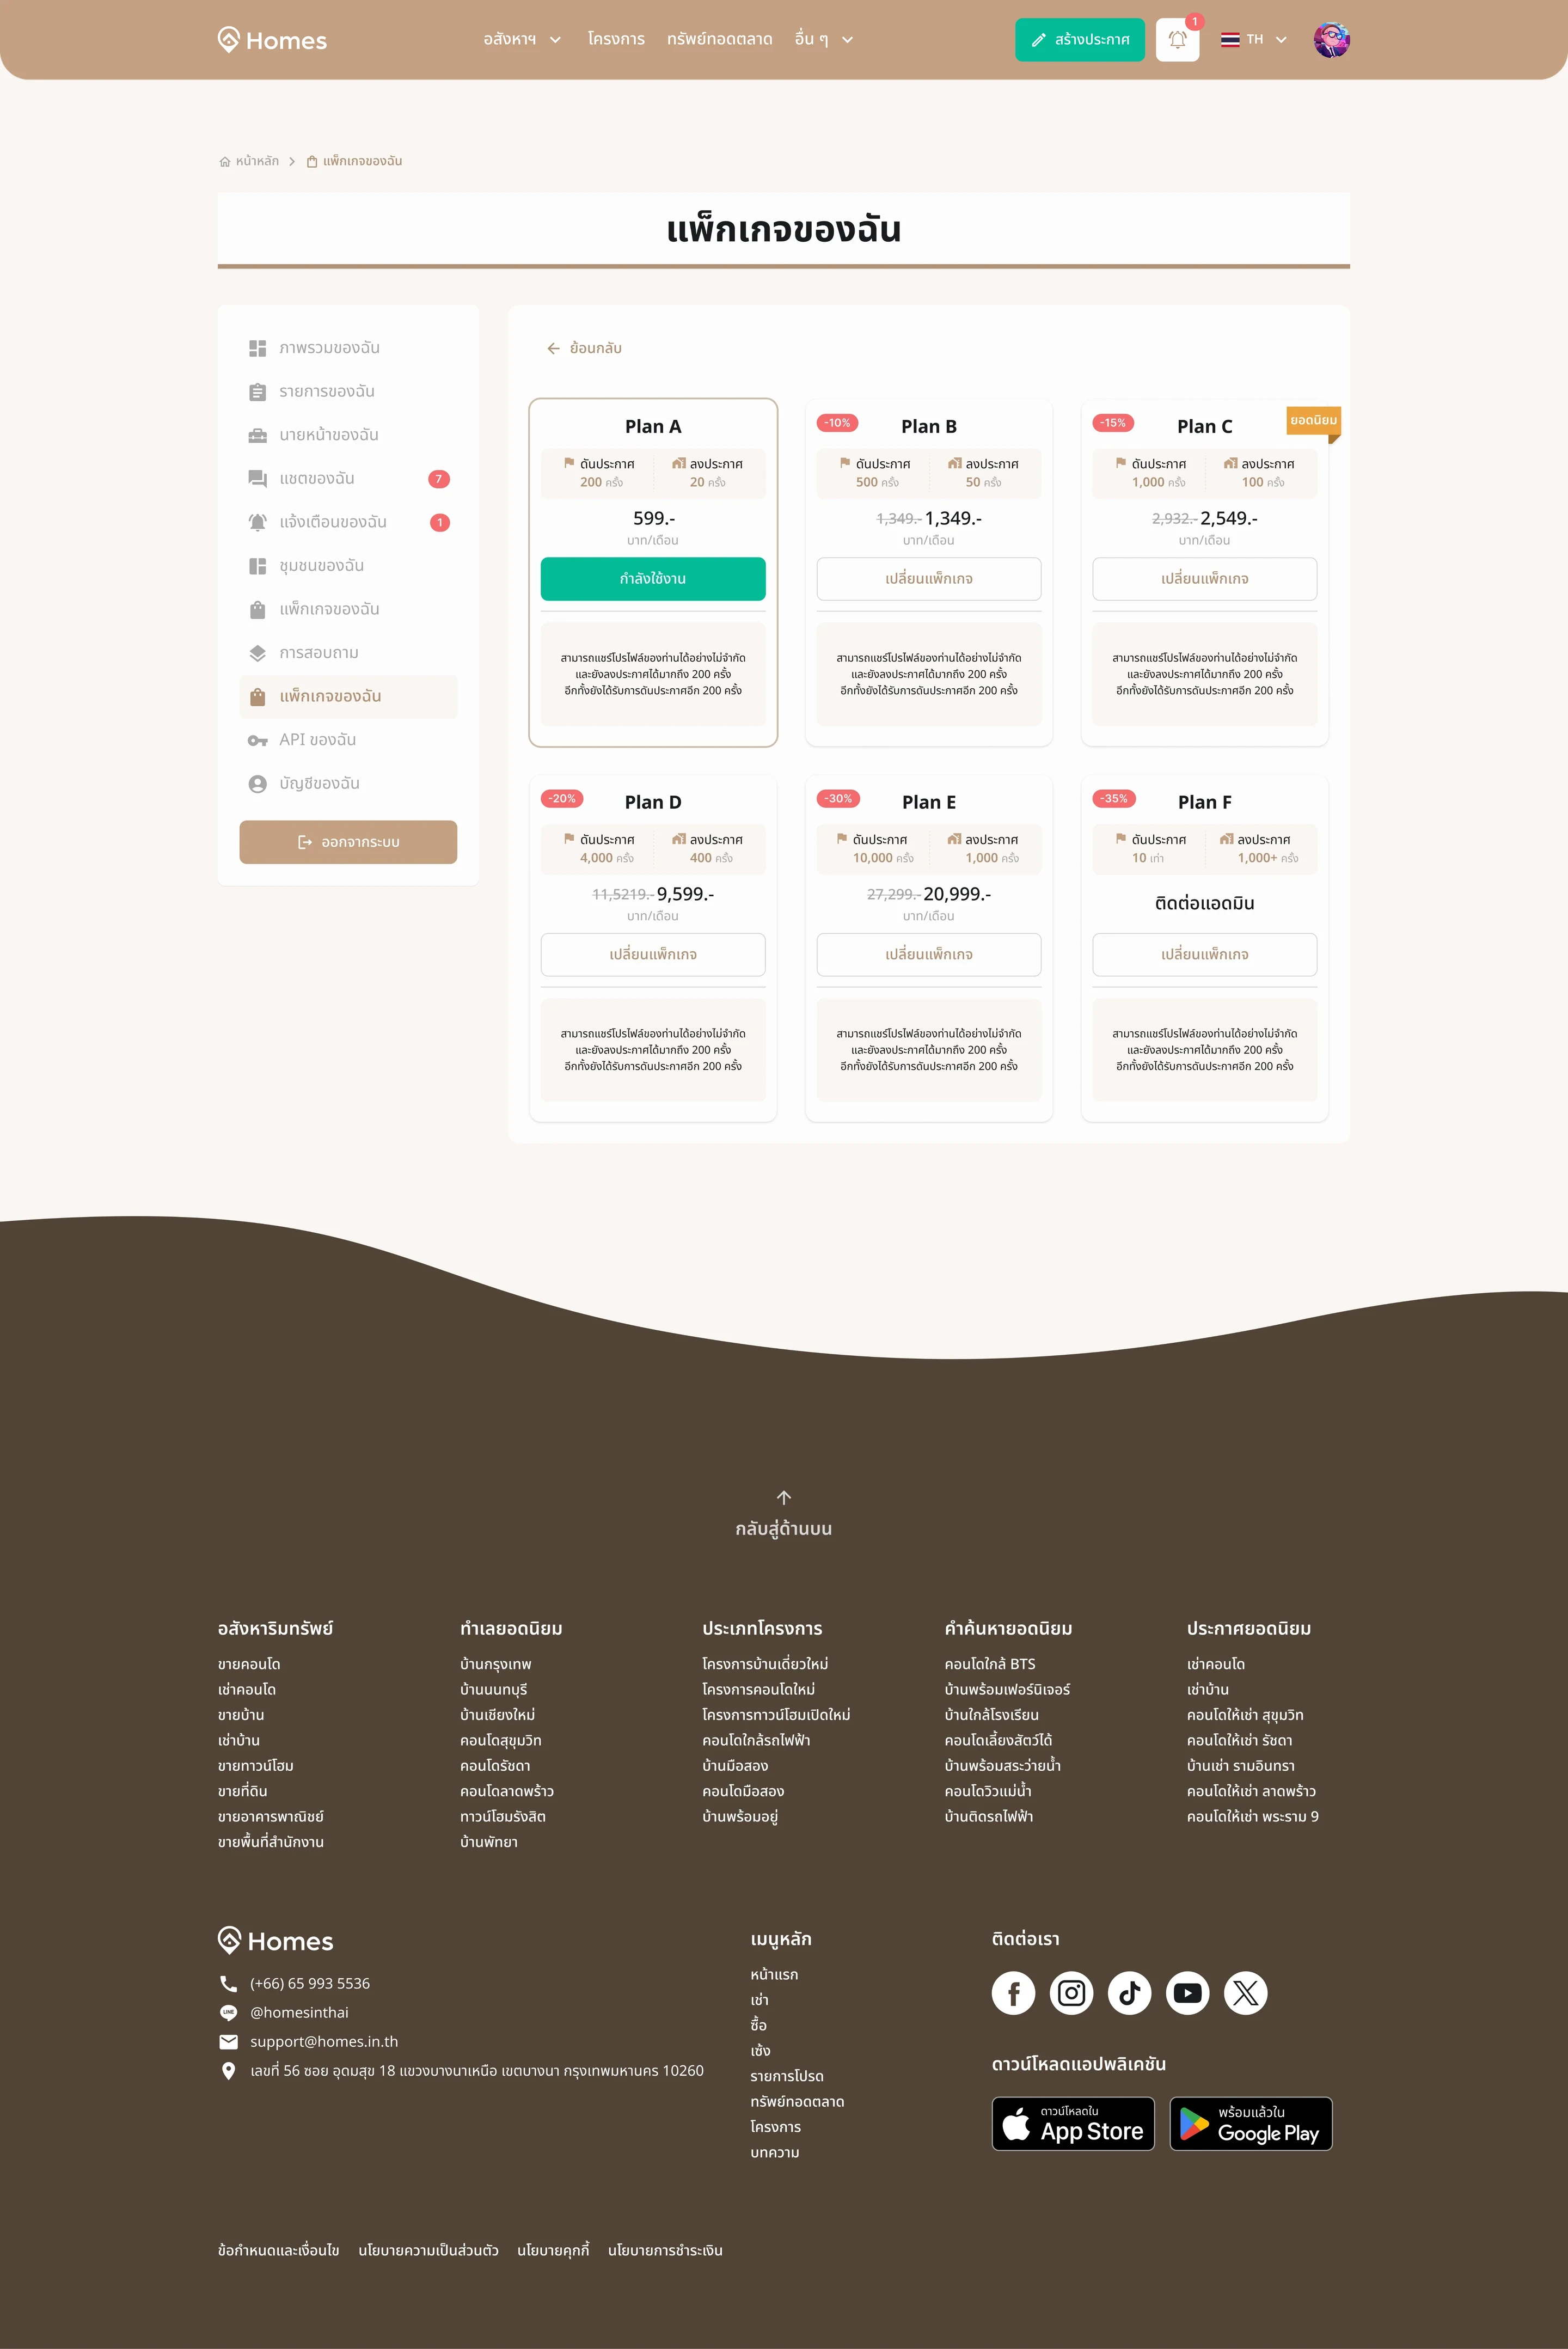 Homes
อสังหาฯ
โครงการ
ทรัพย์ทอดตลาด
อื่น ๆ
สร้างประกาศ
1
TH
หน้าหลัก
แพ็กเกจของฉัน
แพ็กเกจของฉัน
ภาพรวมของฉัน
รายการของฉัน
นายหน้าของฉัน
แชตของฉัน 7
แจ้งเตือนของฉัน 1
ชุมชนของฉัน
แพ็กเกจของฉัน
การสอบถาม
แพ็กเกจของฉัน
API ของฉัน
บัญชีของฉัน
ออกจากระบบ
ย้อนกลับ
Plan A
ดันประกาศ ลงประกาศ
200 ครั้ง 20 ครั้ง
599.-
บาท/เดือน
กำลังใช้งาน
สามารถแชร์โปรไฟล์ของท่านได้อย่างไม่จำกัด
และยังลงประกาศได้มากถึง 200 ครั้ง
อีกทั้งยังได้รับการดันประกาศอีก 200 ครั้ง
-10%
Plan B
ดันประกาศ ลงประกาศ
500 ครั้ง 50 ครั้ง
1,349.- 1,349.-
บาท/เดือน
เปลี่ยนแพ็กเกจ
สามารถแชร์โปรไฟล์ของท่านได้อย่างไม่จำกัด
และยังลงประกาศได้มากถึง 200 ครั้ง
อีกทั้งยังได้รับการดันประกาศอีก 200 ครั้ง
-15%
Plan C
ยอดนิยม
ดันประกาศ ลงประกาศ
1,000 ครั้ง 100 ครั้ง
2,932.- 2,549.-
บาท/เดือน
เปลี่ยนแพ็กเกจ
สามารถแชร์โปรไฟล์ของท่านได้อย่างไม่จำกัด
และยังลงประกาศได้มากถึง 200 ครั้ง
อีกทั้งยังได้รับการดันประกาศอีก 200 ครั้ง
-20%
Plan D
ดันประกาศ ลงประกาศ
4,000 ครั้ง 400 ครั้ง
11,5219.- 9,599.-
บาท/เดือน
เปลี่ยนแพ็กเกจ
สามารถแชร์โปรไฟล์ของท่านได้อย่างไม่จำกัด
และยังลงประกาศได้มากถึง 200 ครั้ง
อีกทั้งยังได้รับการดันประกาศอีก 200 ครั้ง
-30%
Plan E
ดันประกาศ ลงประกาศ
10,000 ครั้ง 1,000 ครั้ง
27,299.- 20,999.-
บาท/เดือน
เปลี่ยนแพ็กเกจ
สามารถแชร์โปรไฟล์ของท่านได้อย่างไม่จำกัด
และยังลงประกาศได้มากถึง 200 ครั้ง
อีกทั้งยังได้รับการดันประกาศอีก 200 ครั้ง
-35%
Plan F
ดันประกาศ ลงประกาศ
10 เท่า 1,000+ ครั้ง
ติดต่อแอดมิน
เปลี่ยนแพ็กเกจ
สามารถแชร์โปรไฟล์ของท่านได้อย่างไม่จำกัด
และยังลงประกาศได้มากถึง 200 ครั้ง
อีกทั้งยังได้รับการดันประกาศอีก 200 ครั้ง
กลับสู่ด้านบน
อสังหาริมทรัพย์
ขายคอนโด
เช่าคอนโด
ขายบ้าน
เช่าบ้าน
ขายทาวน์โฮม
ขายที่ดิน
ขายอาคารพาณิชย์
ขายพื้นที่สำนักงาน
ทำเลยอดนิยม
บ้านกรุงเทพ
บ้านนนทบุรี
บ้านเชียงใหม่
คอนโดสุขุมวิท
คอนโดรัชดา
คอนโดลาดพร้าว
ทาวน์โฮมรังสิต
บ้านพัทยา
ประเภทโครงการ
โครงการบ้านเดี่ยวใหม่
โครงการคอนโดใหม่
โครงการทาวน์โฮมเปิดใหม่
คอนโดใกล้รถไฟฟ้า
บ้านมือสอง
คอนโดมือสอง
บ้านพร้อมอยู่
คำค้นหายอดนิยม
คอนโดใกล้ BTS
บ้านพร้อมเฟอร์นิเจอร์
บ้านใกล้โรงเรียน
คอนโดเลี้ยงสัตว์ได้
บ้านพร้อมสระว่ายน้ำ
คอนโดวิวแม่น้ำ
บ้านติดรถไฟฟ้า
ประกาศยอดนิยม
เช่าคอนโด
เช่าบ้าน
คอนโดให้เช่า สุขุมวิท
คอนโดให้เช่า รัชดา
บ้านเช่า รามอินทรา
คอนโดให้เช่า ลาดพร้าว
คอนโดให้เช่า พระราม 9
Homes
(+66) 65 993 5536
LINE
@homesinthai
support@homes.in.th
เลขที่ 56 ซอย อุดมสุข 18 แขวงบางนาเหนือ เขตบางนา กรุงเทพมหานคร 10260
เมนูหลัก
หน้าแรก
เช่า
ซื้อ
เซ้ง
รายการโปรด
ทรัพย์ทอดตลาด
โครงการ
บทความ
ติดต่อเรา
ดาวน์โหลดแอปพลิเคชัน
ดาวน์โหลดใน
App Store
พร้อมแล้วใน
Google Play
ข้อกำหนดและเงื่อนไข นโยบายความเป็นส่วนตัว นโยบายคุกกี้ นโยบายการชำระเงิน